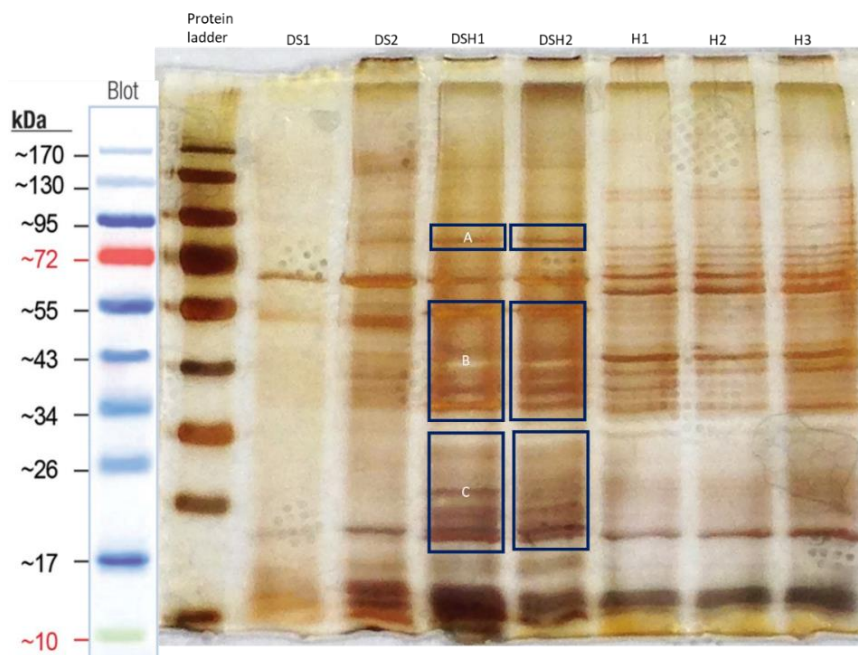 Protein
ladder
DS1
DS2
DSH1
DSH2
H1
H2
H3
Blot
kDa
~170
~130
~95
~72
~55
~43
~34
~26
~17
~10
A
B
C